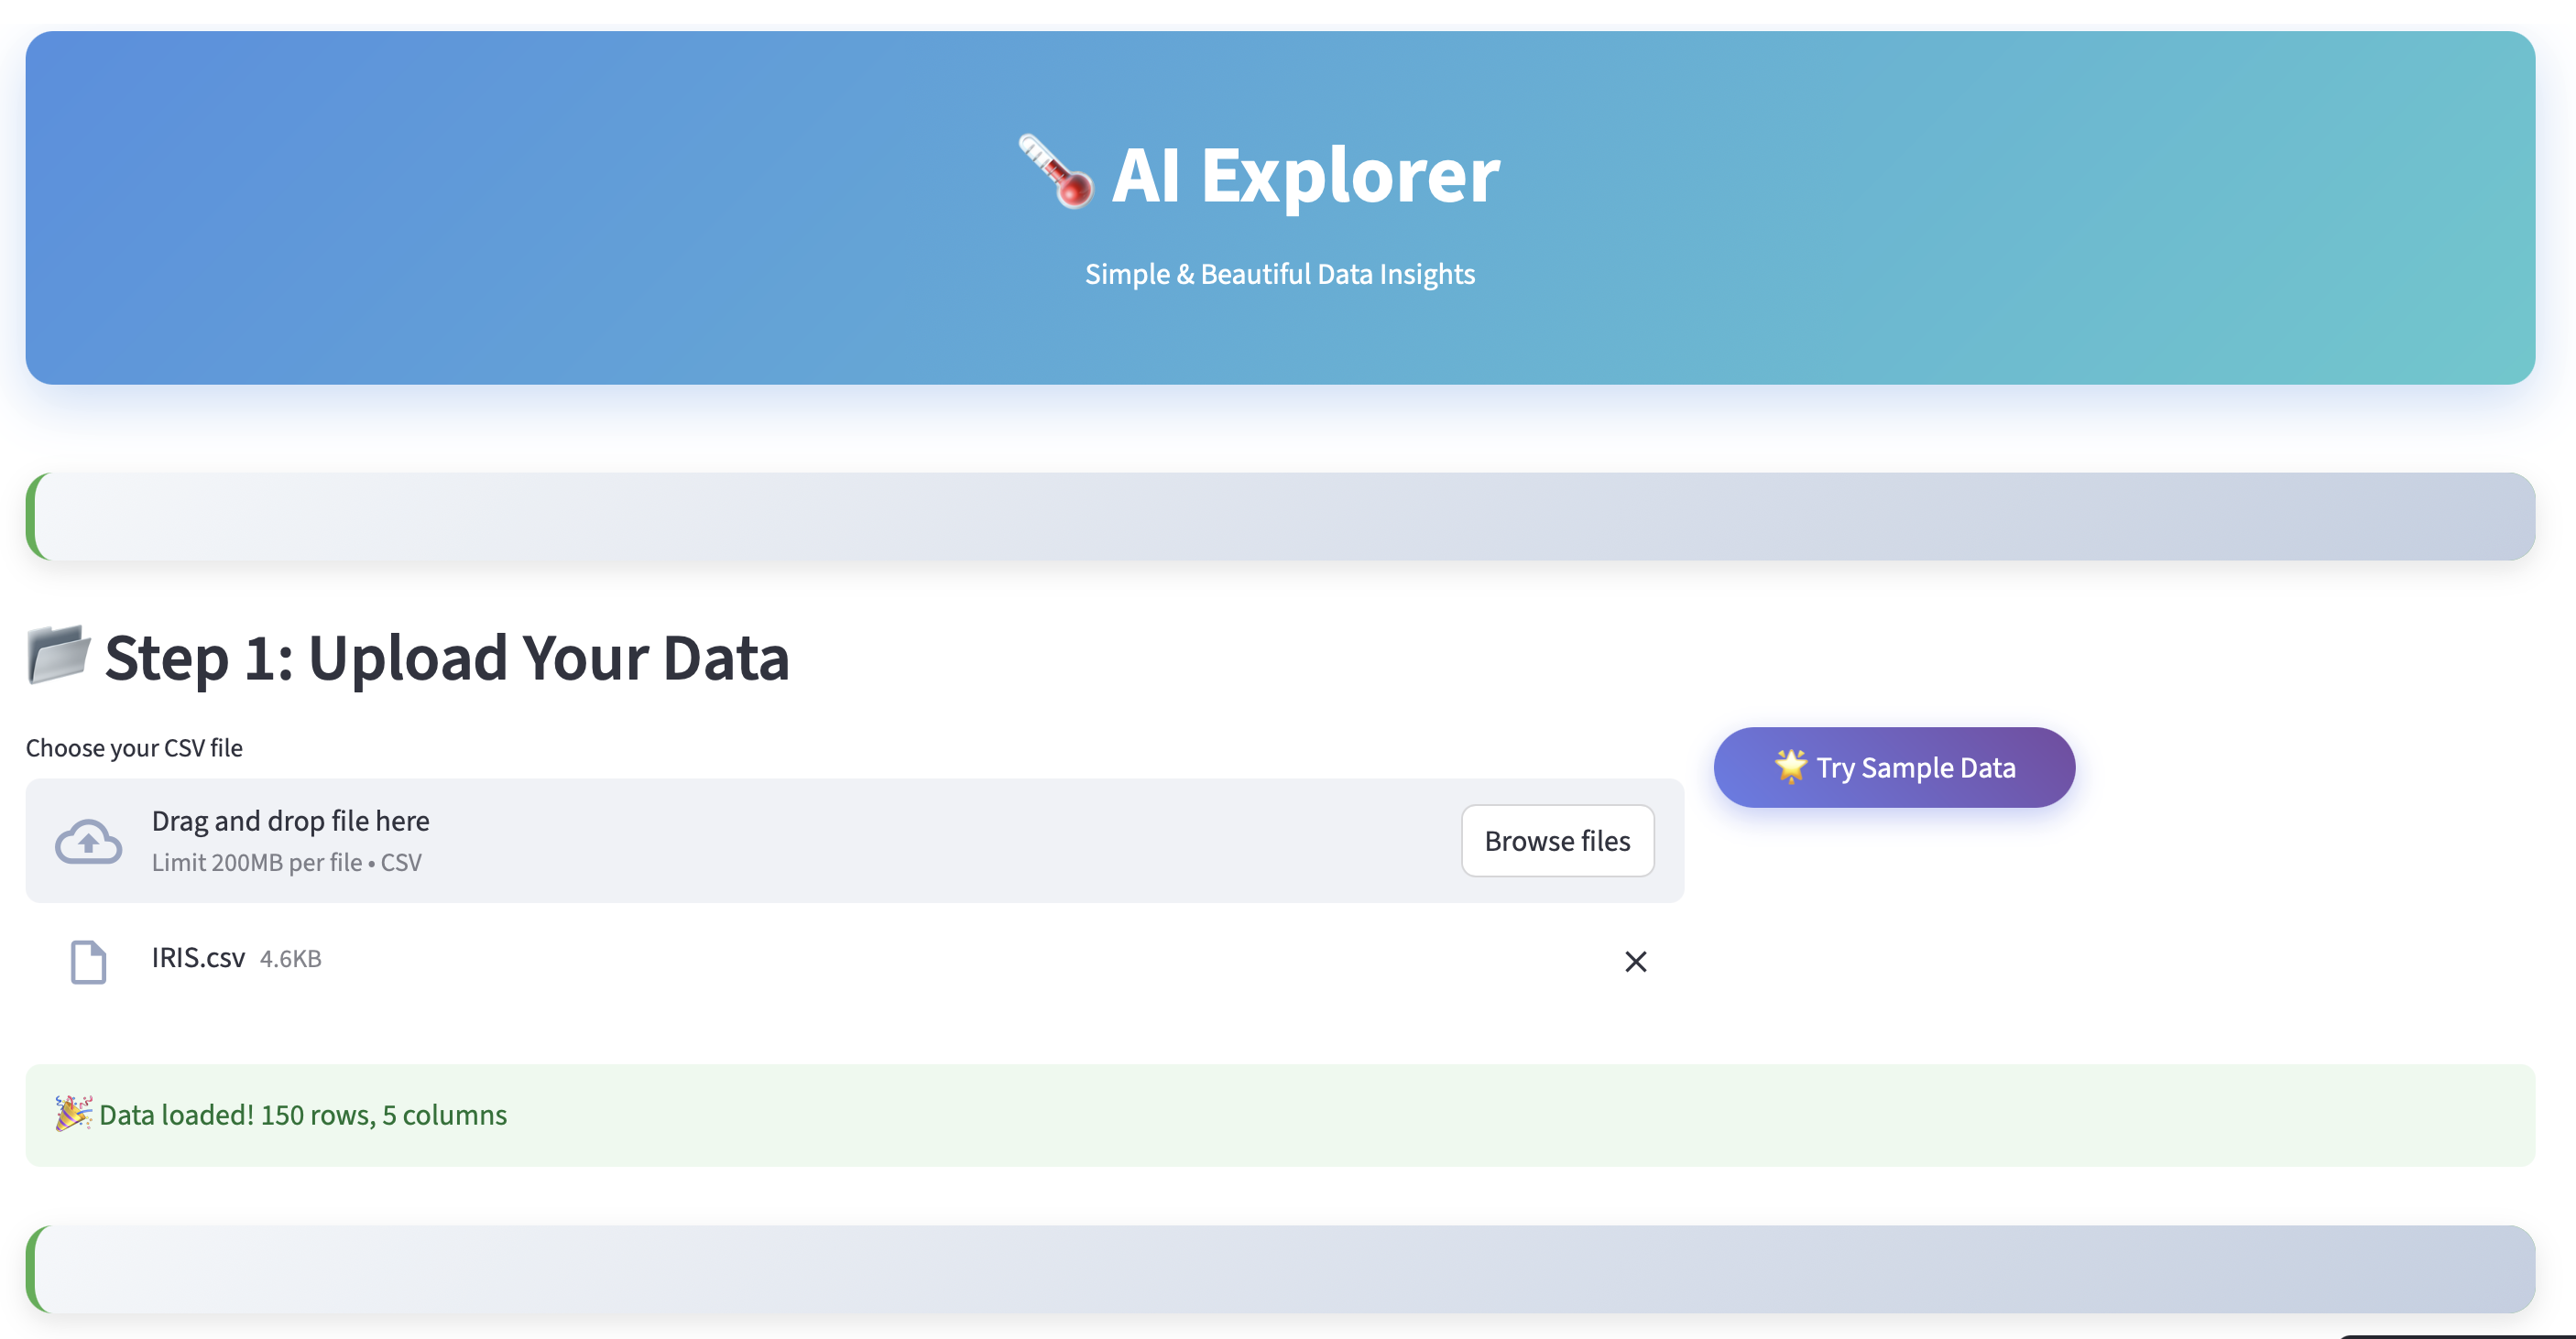 AI Explorer
Simple & Beautiful Data Insights
Step 1: Upload Your Data
Choose your CSV file
Try Sample Data
Drag and drop file here
Limit 200MB per file • CSV
Browse files
IRIS.csv 4.6KB
Data loaded! 150 rows, 5 columns